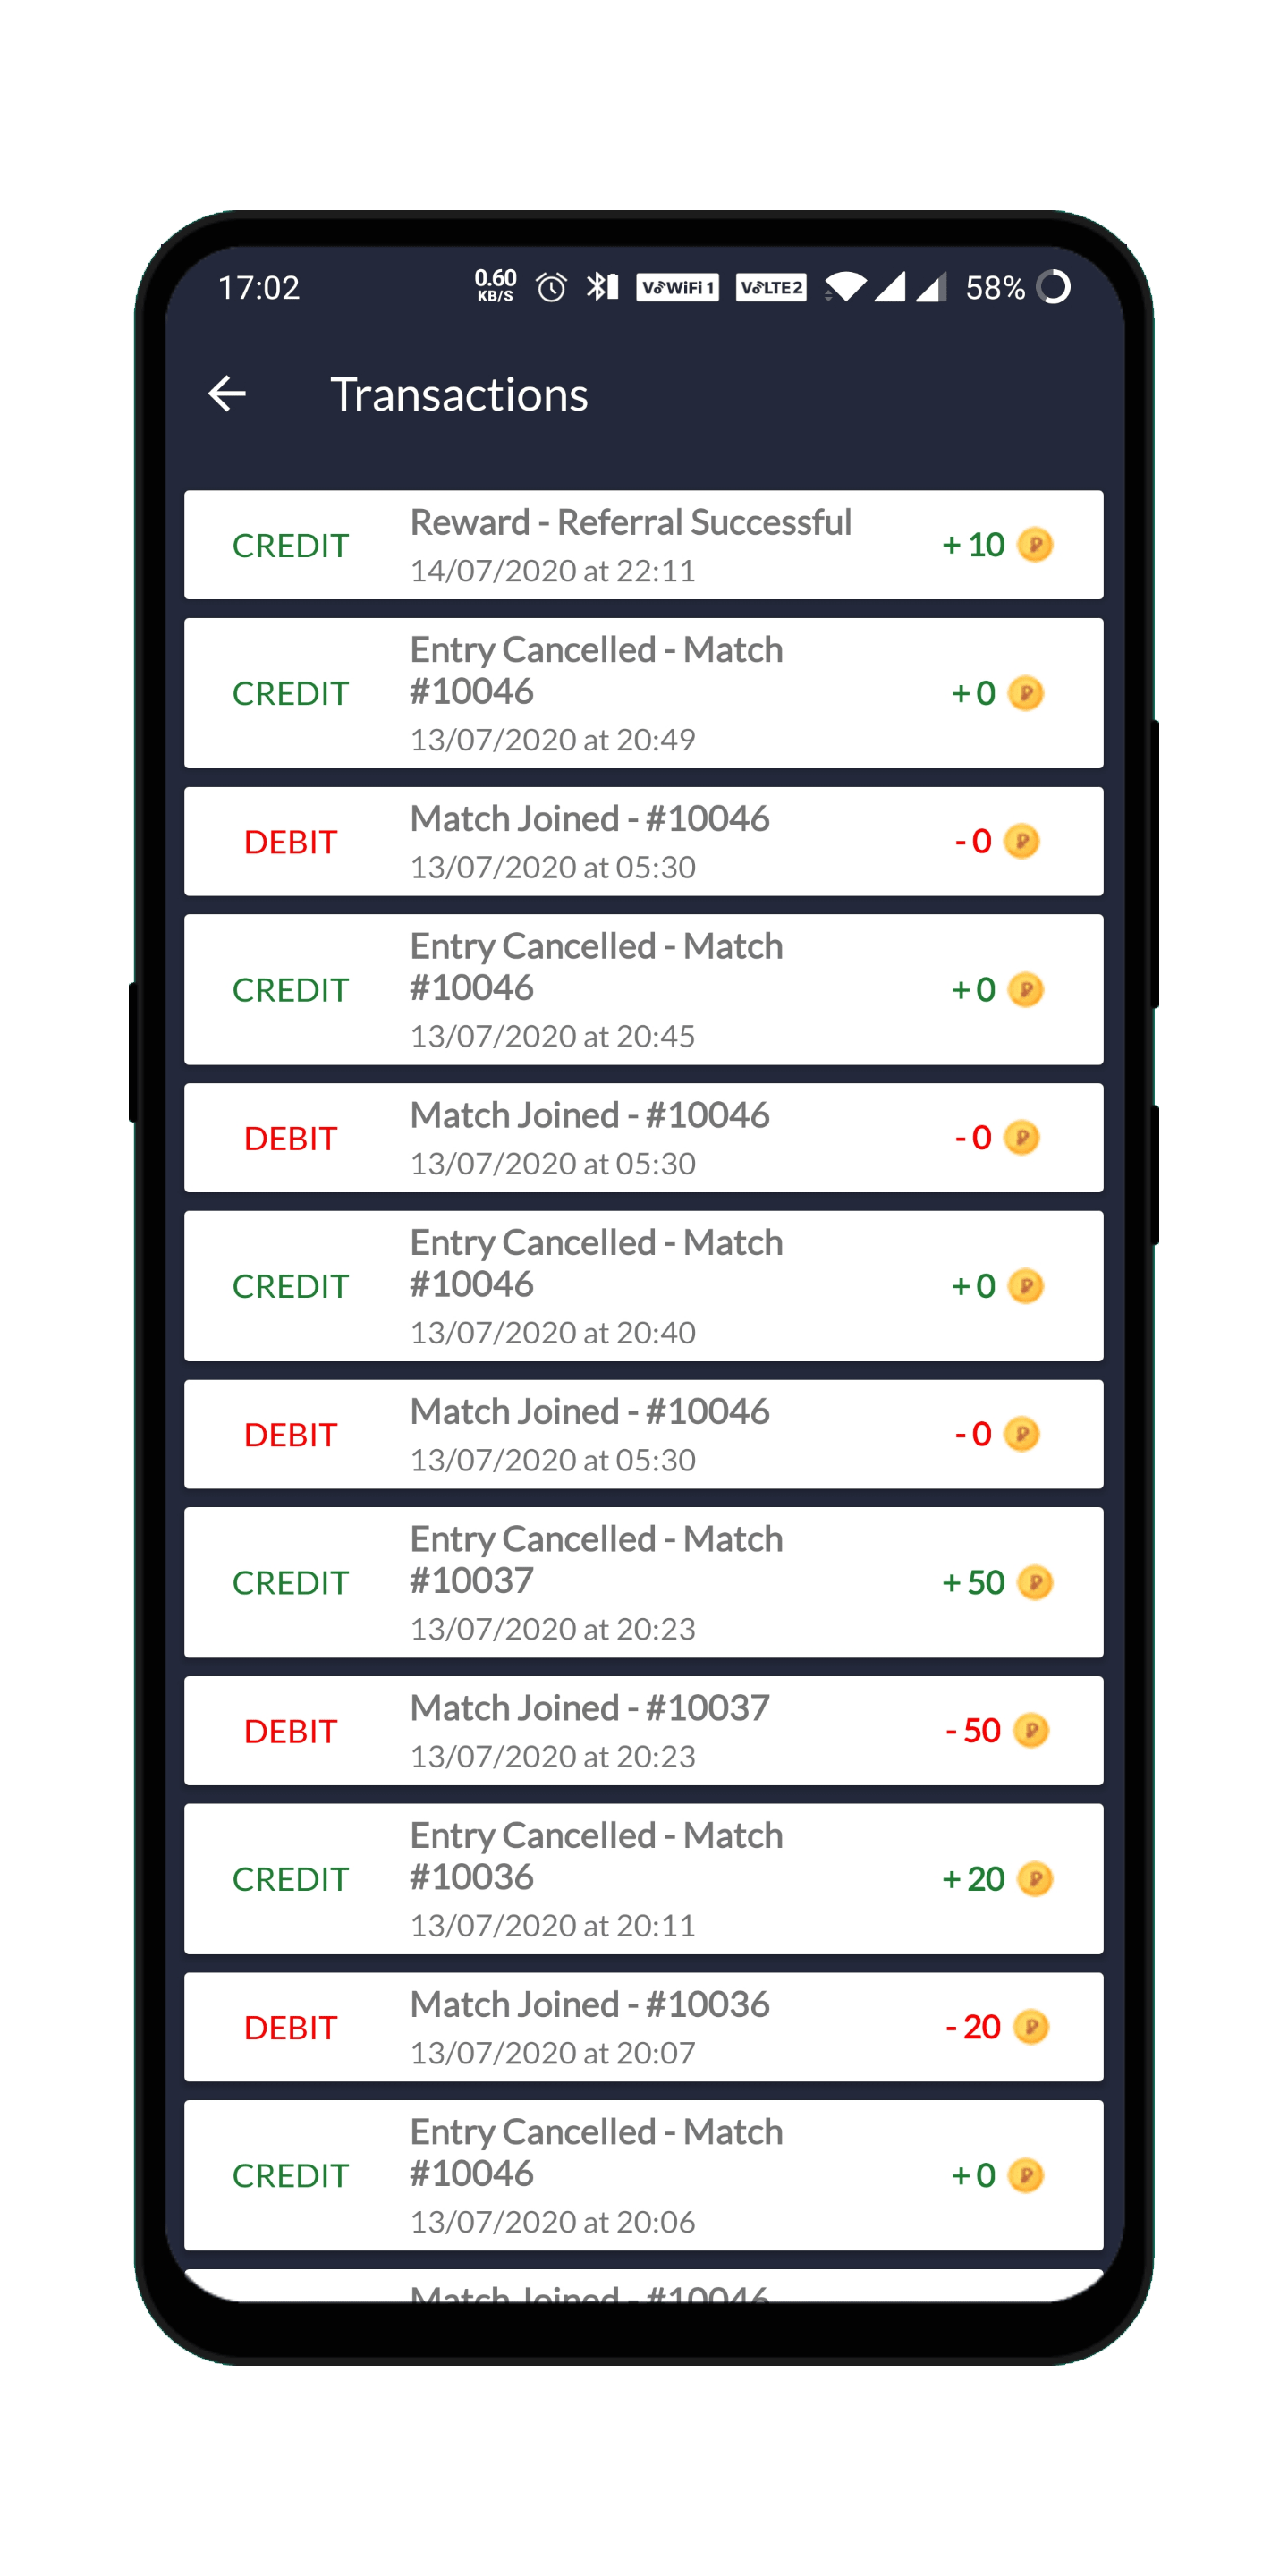 17:02
0.60
KB/S
VoWiFi 1
VoLTE 2
58%
Transactions
CREDIT
Reward - Referral Successful
14/07/2020 at 22:11
+ 10
CREDIT
Entry Cancelled - Match
#10046
13/07/2020 at 20:49
+ 0
DEBIT
Match Joined - #10046
13/07/2020 at 05:30
- 0
CREDIT
Entry Cancelled - Match
#10046
13/07/2020 at 20:45
+ 0
DEBIT
Match Joined - #10046
13/07/2020 at 05:30
- 0
CREDIT
Entry Cancelled - Match
#10046
13/07/2020 at 20:40
+ 0
DEBIT
Match Joined - #10046
13/07/2020 at 05:30
- 0
CREDIT
Entry Cancelled - Match
#10037
13/07/2020 at 20:23
+ 50
DEBIT
Match Joined - #10037
13/07/2020 at 20:23
- 50
CREDIT
Entry Cancelled - Match
#10036
13/07/2020 at 20:11
+ 20
DEBIT
Match Joined - #10036
13/07/2020 at 20:07
- 20
CREDIT
Entry Cancelled - Match
#10046
13/07/2020 at 20:06
+ 0
Match Joined - #10046